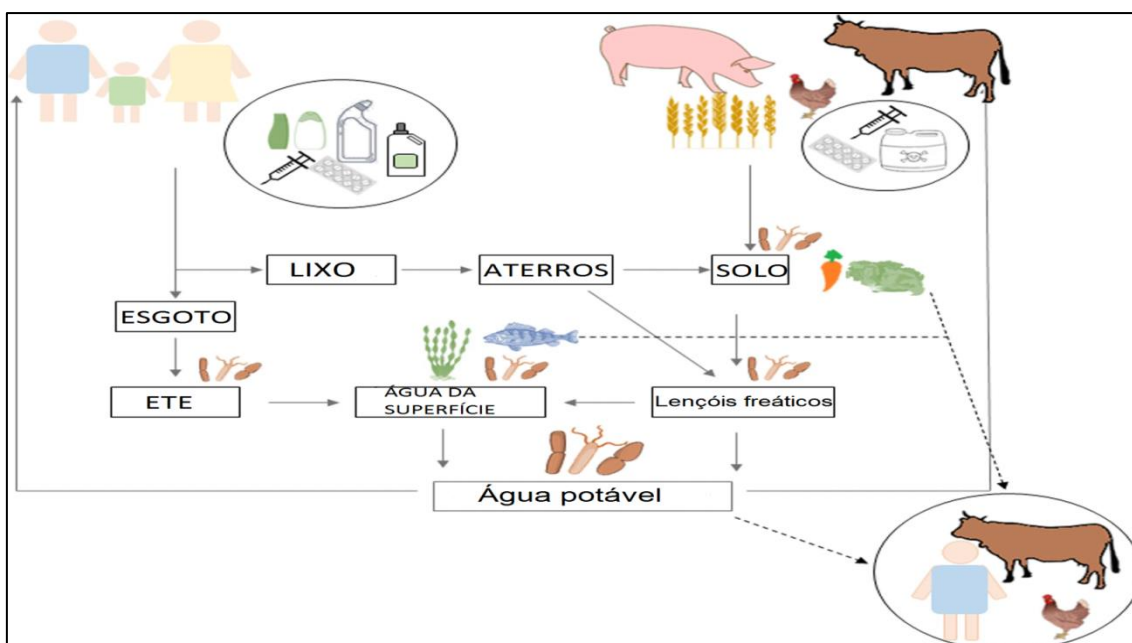 LIXO
ATERROS
SOLO
ESGOTO
ETE
ÁGUA DA
SUPERFÍCIE
Lençóis freáticos
Água potável